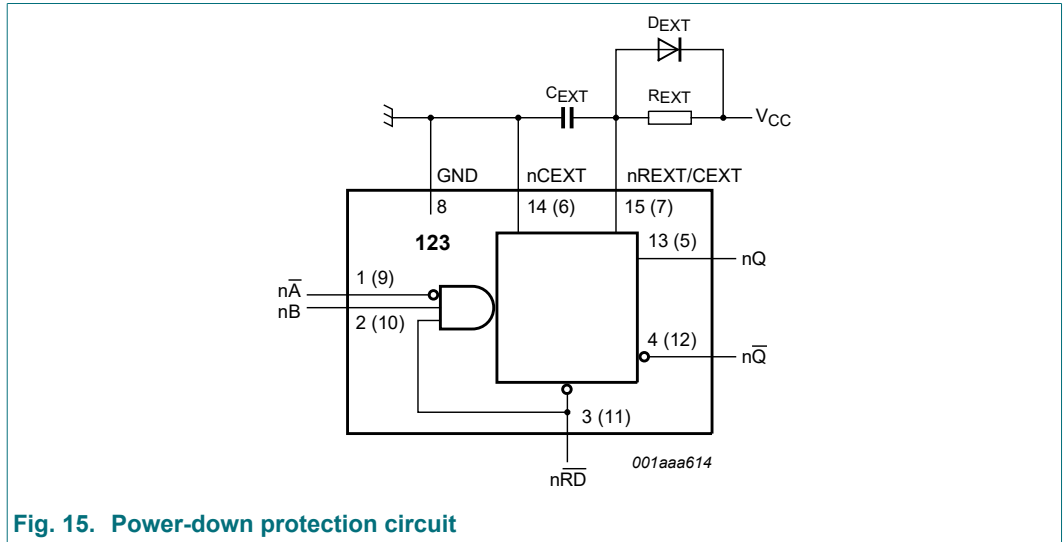 DEXT
CEXT
REXT
VCC
GND
nCEXT
nREXT/CEXT
8
14 (6)
15 (7)
123
13 (5)
nQ
1 (9)
nA̅
nB
2 (10)
4 (12)
nQ̅
3 (11)
001aaa614
nR̅D̅
Fig. 15. Power-down protection circuit